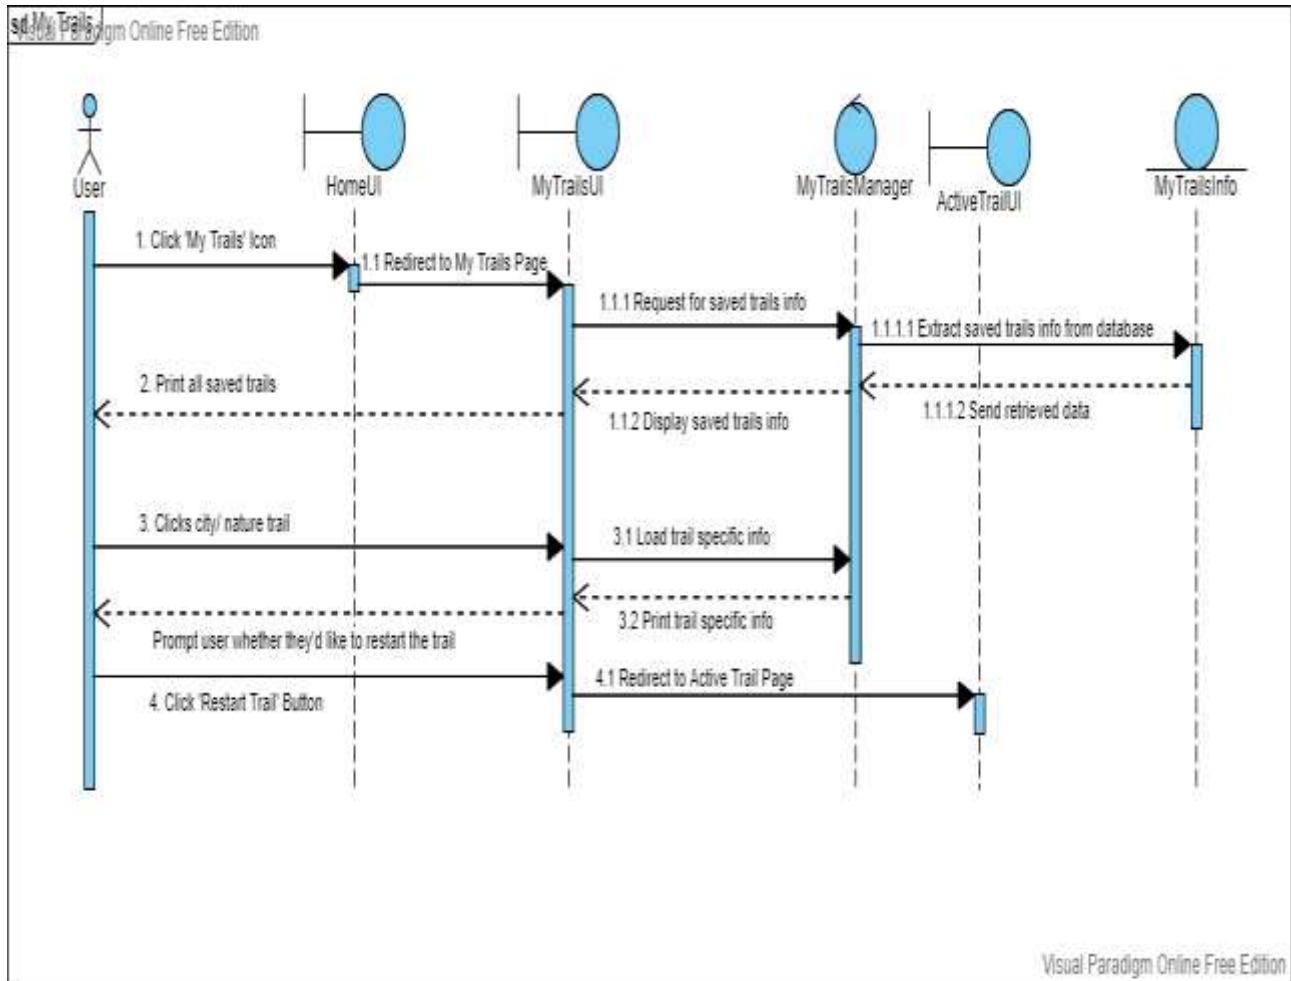 sd My Trails
Visual Paradigm Online Free Edition
User
HomeUI
MyTrailsUI
MyTrailsManager
ActiveTrailUI
MyTrailsInfo
1. Click 'My Trails' Icon
1.1 Redirect to My Trails Page
1.1.1 Request for saved trails info
1.1.1.1 Extract saved trails info from database
2. Print all saved trails
1.1.2 Display saved trails info
1.1.1.2 Send retrieved data
3. Clicks city/ nature trail
3.1 Load trail specific info
3.2 Print trail specific info
Prompt user whether they'd like to restart the trail
4.1 Redirect to Active Trail Page
4. Click 'Restart Trail' Button
Visual Paradigm Online Free Edition